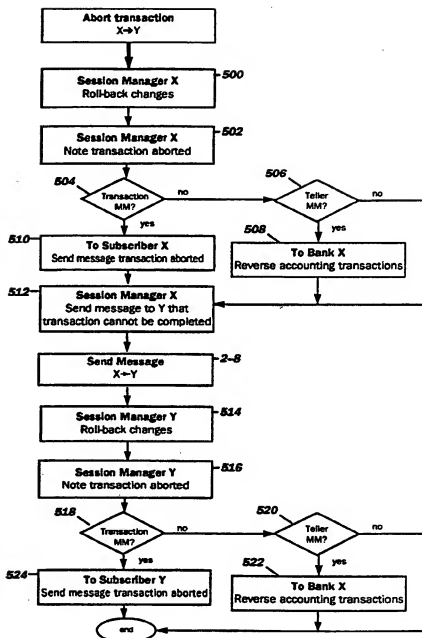 Abort transaction
X→Y
Session Manager X
Roll-back changes
500
Session Manager X
Note transaction aborted
502
504
Transaction
MM?
no
506
Teller
MM?
no
yes
yes
510
To Subscriber X
Send message transaction aborted
508
To Bank X
Reverse accounting transactions
512
Session Manager X
Send message to Y that
transaction cannot be completed
Send Message
X→Y
2-8
Session Manager Y
Roll-back changes
514
Session Manager Y
Note transaction aborted
516
518
Transaction
MM?
no
520
Teller
MM?
no
yes
yes
524
To Subscriber Y
Send message transaction aborted
522
To Bank X
Reverse accounting transactions
end